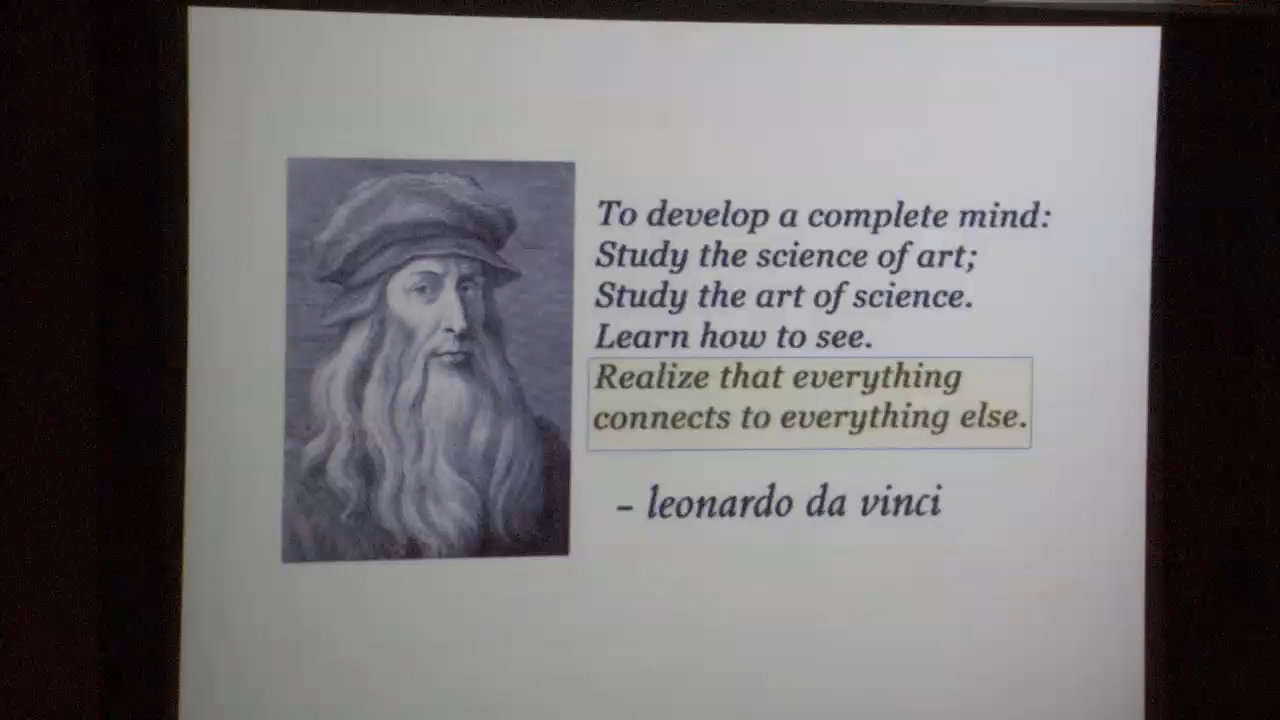 To develop a complete mind:
Study the science of art;
Study the art of science.
Learn how to see.
Realize that everything
connects to everything else.
– leonardo da vinci